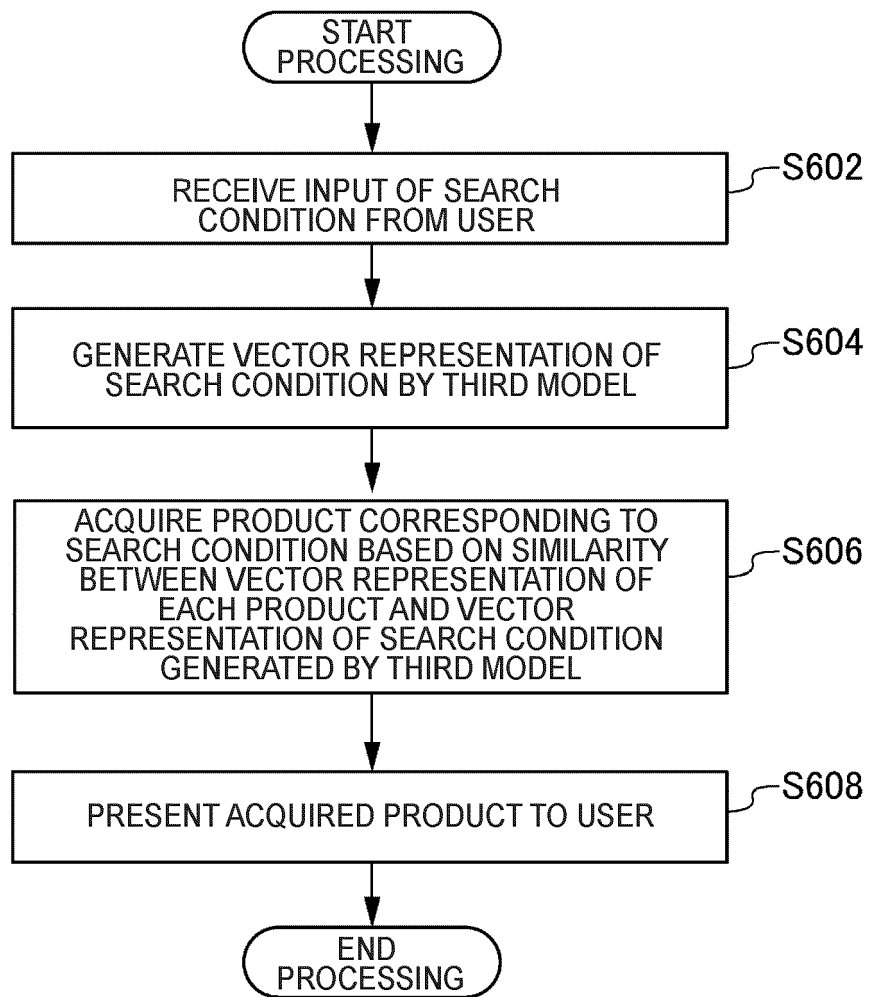 START
PROCESSING
RECEIVE INPUT OF SEARCH
CONDITION FROM USER
S602
GENERATE VECTOR REPRESENTATION OF
SEARCH CONDITION BY THIRD MODEL
S604
ACQUIRE PRODUCT CORRESPONDING TO
SEARCH CONDITION BASED ON SIMILARITY
BETWEEN VECTOR REPRESENTATION OF
EACH PRODUCT AND VECTOR
REPRESENTATION OF SEARCH CONDITION
GENERATED BY THIRD MODEL
S606
PRESENT ACQUIRED PRODUCT TO USER
S608
END
PROCESSING